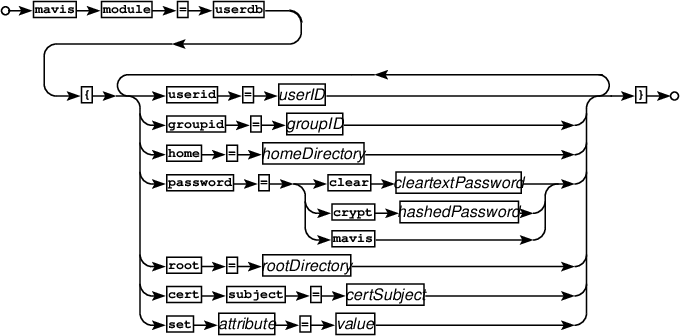 mavis module = userdb
{ userid = userID }
groupid = groupID
home = homeDirectory
password = clear cleartextPassword
crypt hashedPassword
mavis
root = rootDirectory
cert subject = certSubject
set attribute = value